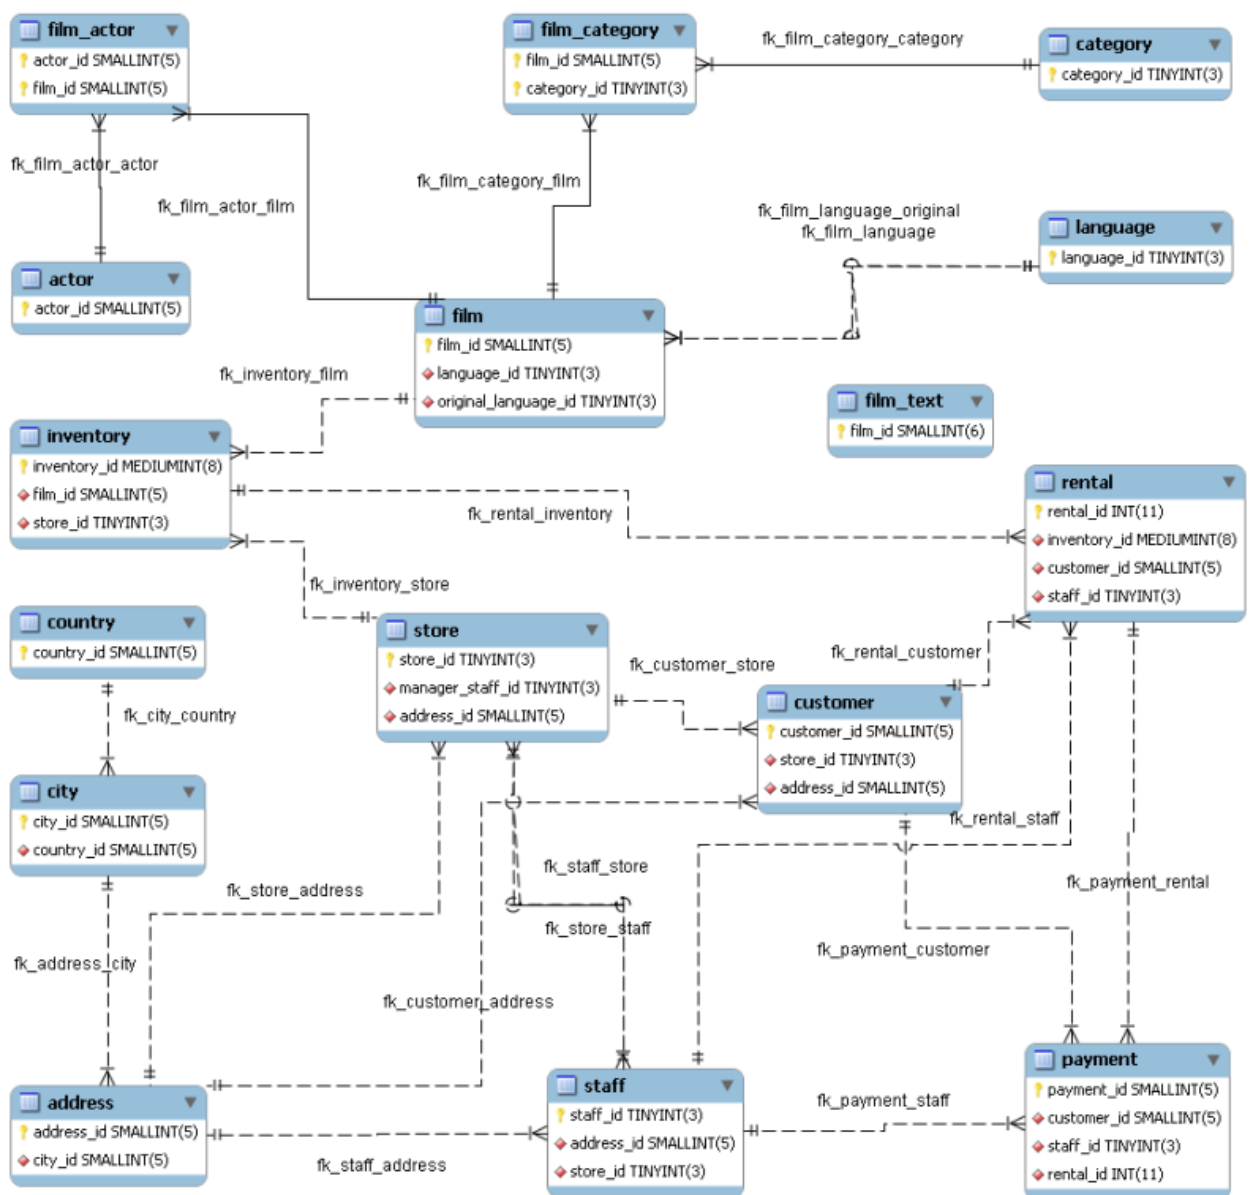 film_actor
actor_id SMALLINT(5)
film_id SMALLINT(5)
film_category
film_id SMALLINT(5)
category_id TINYINT(3)
fk_film_category_category
category
category_id TINYINT(3)
fk_film_actor_actor
fk_film_actor_film
fk_film_category_film
fk_film_language_original
fk_film_language
language
language_id TINYINT(3)
actor
actor_id SMALLINT(5)
film
film_id SMALLINT(5)
language_id TINYINT(3)
original_language_id TINYINT(3)
fk_inventory_film
film_text
film_id SMALLINT(6)
inventory
inventory_id MEDIUMINT(8)
film_id SMALLINT(5)
store_id TINYINT(3)
fk_rental_inventory
rental
rental_id INT(11)
inventory_id MEDIUMINT(8)
customer_id SMALLINT(5)
staff_id TINYINT(3)
fk_inventory_store
country
country_id SMALLINT(5)
store
store_id TINYINT(3)
manager_staff_id TINYINT(3)
address_id SMALLINT(5)
fk_customer_store
fk_rental_customer
customer
customer_id SMALLINT(5)
store_id TINYINT(3)
address_id SMALLINT(5)
fk_city_country
city
city_id SMALLINT(5)
country_id SMALLINT(5)
fk_rental_staff
fk_staff_store
fk_store_address
fk_payment_rental
fk_store_staff
fk_payment_customer
fk_address_city
fk_customer_address
address
address_id SMALLINT(5)
city_id SMALLINT(5)
fk_staff_address
staff
staff_id TINYINT(3)
address_id SMALLINT(5)
store_id TINYINT(3)
fk_payment_staff
payment
payment_id SMALLINT(5)
customer_id SMALLINT(5)
staff_id TINYINT(3)
rental_id INT(11)